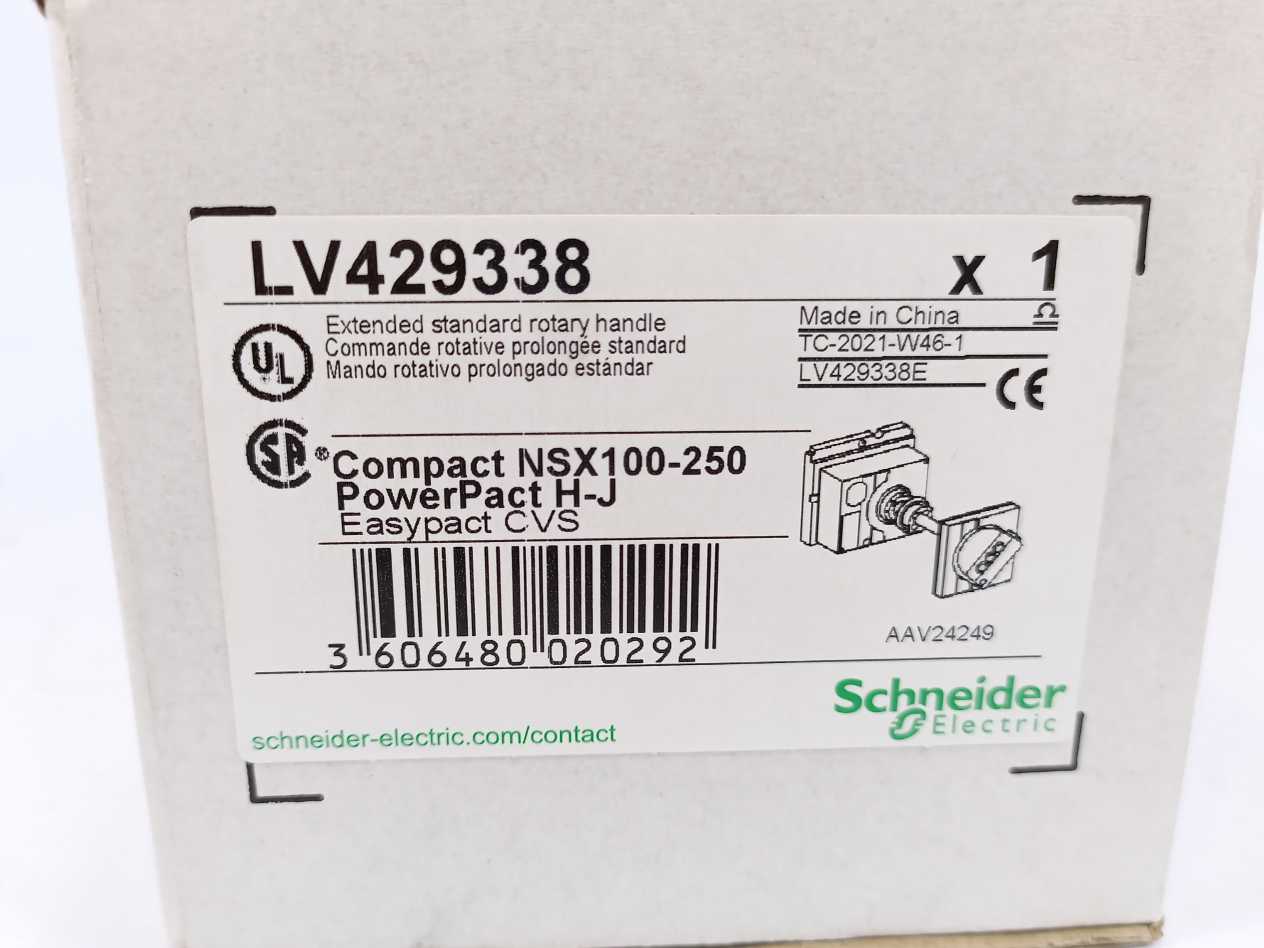 LV429338 x 1
UL
Extended standard rotary handle
Commande rotative prolongée standard
Mando rotativo prolongado estándar
Made in China
TC-2021-W46-1
LV429338E
CE
SA ®
Compact NSX100-250
PowerPact H-J
Easypact CVS
3 606480 020292
AAV24249
Schneider
Electric
schneider-electric.com/contact